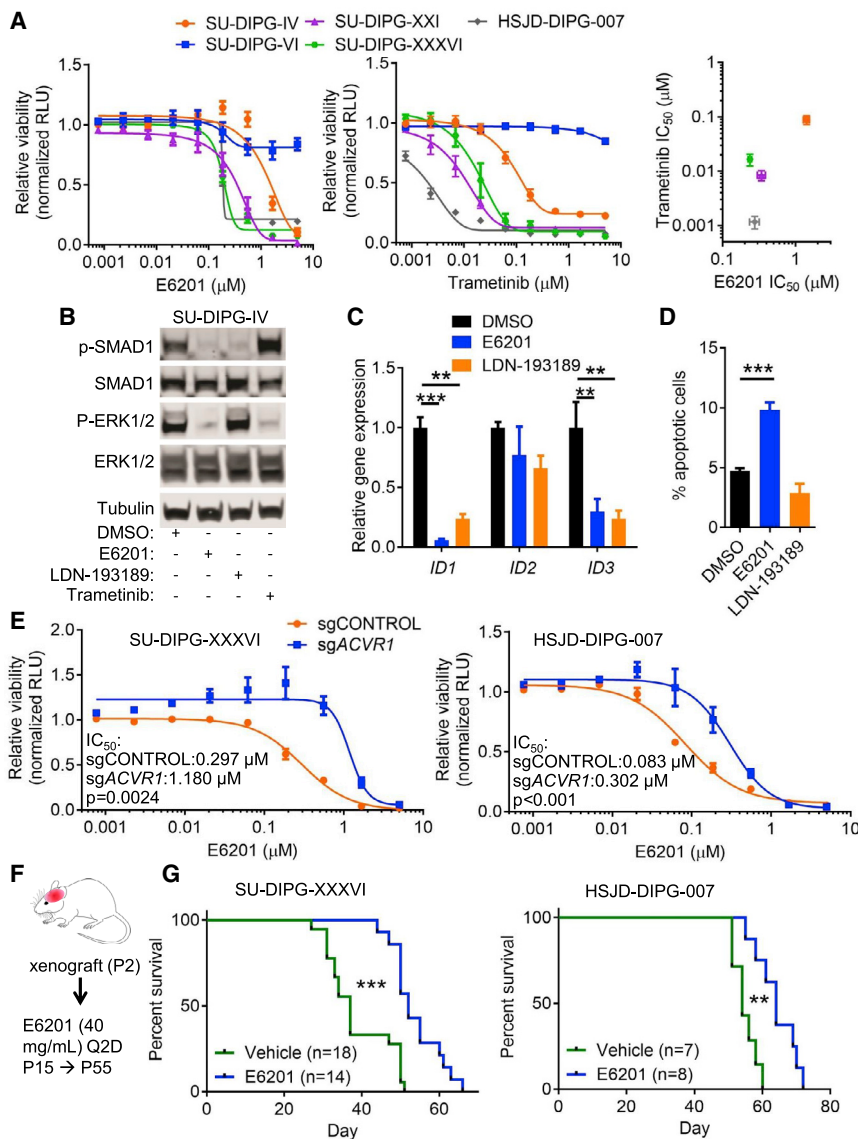 A
SU-DIPG-IV
SU-DIPG-XXI
HSJD-DIPG-007
SU-DIPG-VI
SU-DIPG-XXXVI
Relative viability
(normalized RLU)
1.5
1.0
0.5
0.0
0.001 0.01 0.1 1 10
E6201 (μM)
Relative viability
(normalized RLU)
1.5
1.0
0.5
0.0
0.001 0.01 0.1 1 10
Trametinib (μM)
Trametinib IC50 (μM)
1
0.1
0.01
0.001
1
E6201 IC50 (μM)
B
SU-DIPG-IV
p-SMAD1
SMAD1
P-ERK1/2
ERK1/2
Tubulin
DMSO: + - - -
E6201: - + - -
LDN-193189: - - + -
Trametinib: - - - +
C
DMSO
E6201
LDN-193189
Relative gene expression
1.5
1.0
0.5
0.0
**
***
**
**
ID1 ID2 ID3
D
% apoptotic cells
15
10
5
0
***
DMSO
E6201
LDN-193189
E
SU-DIPG-XXXVI
sgCONTROL
sgACVR1
Relative viability
(normalized RLU)
2.0
1.5
1.0
0.5
0.0
IC50:
sgCONTROL:0.297 μM
sgACVR1:1.180 μM
p=0.0024
0.001 0.01 0.1 1 10
E6201 (μM)
HSJD-DIPG-007
Relative viability
(normalized RLU)
1.5
1.0
0.5
0.0
IC50:
sgCONTROL:0.083 μM
sgACVR1:0.302 μM
p<0.001
0.001 0.01 0.1 1 10
E6201 (μM)
F
xenograft (P2)
E6201 (40
mg/mL) Q2D
P15 → P55
G
SU-DIPG-XXXVI
Percent survival
100
50
0
***
Vehicle (n=18)
E6201 (n=14)
0 20 40 60
Day
HSJD-DIPG-007
Percent survival
100
50
0
**
Vehicle (n=7)
E6201 (n=8)
0 20 40 60 80
Day